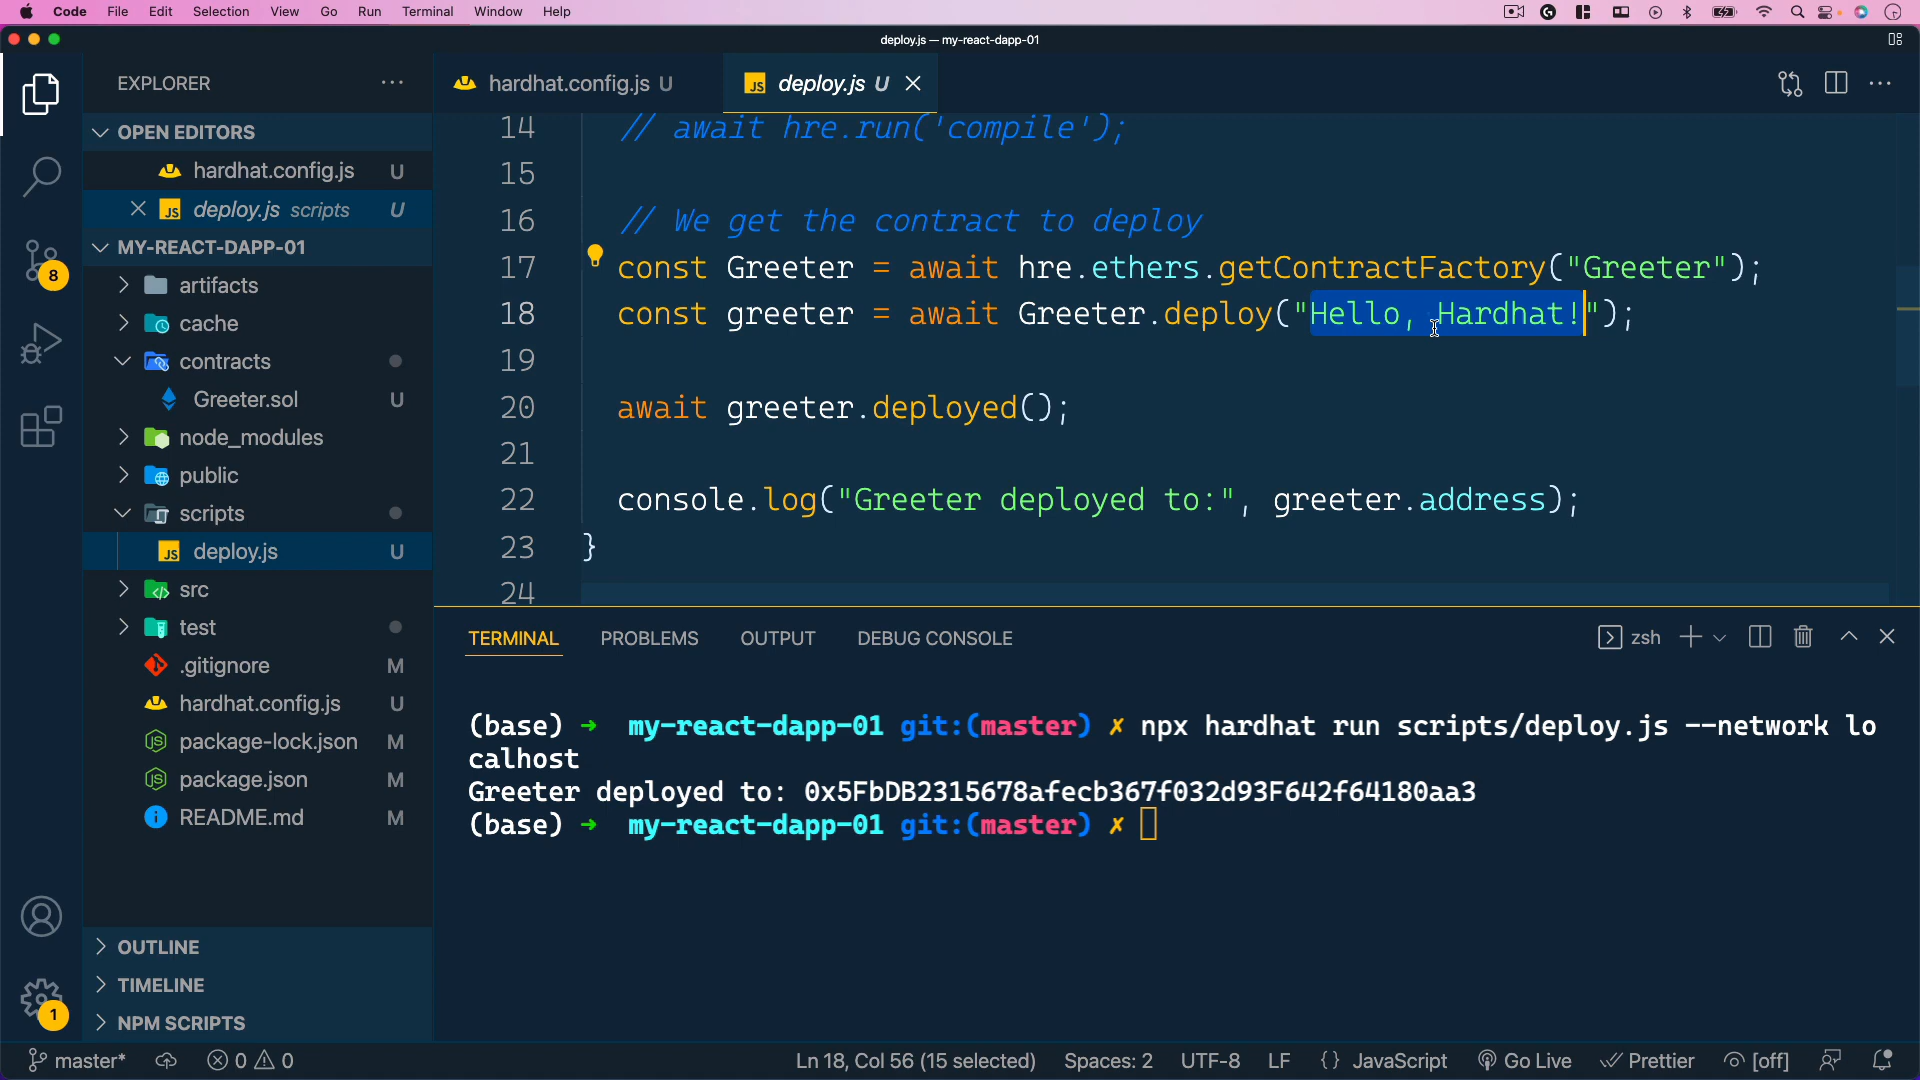 Code File Edit Selection View Go Run Terminal Window Help
deploy.js — my-react-dapp-01
EXPLORER
OPEN EDITORS
hardhat.config.js U
deploy.js scripts U
MY-REACT-DAPP-01
artifacts
cache
contracts
Greeter.sol U
node_modules
public
scripts
deploy.js U
src
test
.gitignore M
hardhat.config.js U
package-lock.json M
package.json M
README.md M
OUTLINE
TIMELINE
NPM SCRIPTS
8
1
hardhat.config.js U
deploy.js U
14 // await hre.run('compile');
15
16 // We get the contract to deploy
17 const Greeter = await hre.ethers.getContractFactory("Greeter");
18 const greeter = await Greeter.deploy("Hello, Hardhat!");
19
20 await greeter.deployed();
21
22 console.log("Greeter deployed to:", greeter.address);
23 }
24
TERMINAL PROBLEMS OUTPUT DEBUG CONSOLE
zsh
(base) → my-react-dapp-01 git:(master) ✗ npx hardhat run scripts/deploy.js --network lo
calhost
Greeter deployed to: 0x5FbDB2315678afecb367f032d93F642f64180aa3
(base) → my-react-dapp-01 git:(master) ✗
master* 0 0 Ln 18, Col 56 (15 selected) Spaces: 2 UTF-8 LF {} JavaScript Go Live Prettier [off]